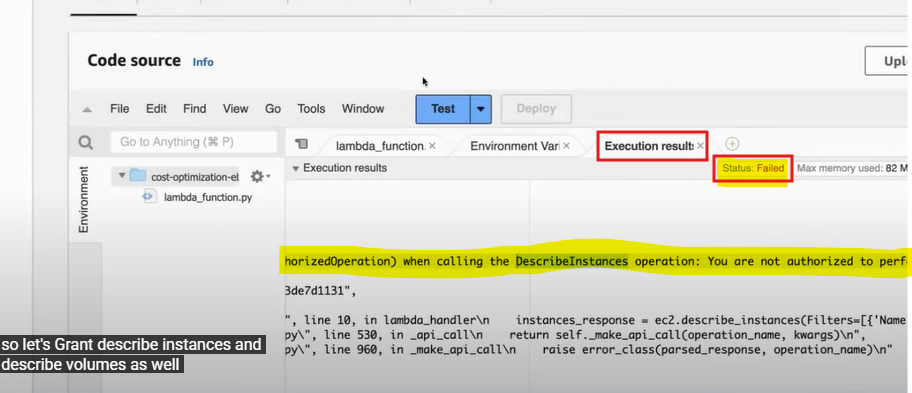 Code source Info
Upl
File Edit Find View Go Tools Window Test Deploy
Go to Anything (⌘ P)
lambda_function. × Environment Vari × Execution results ×
Environment
cost-optimization-eb
lambda_function.py
Execution results
Status: Failed Max memory used: 82 M
horizedOperation) when calling the DescribeInstances operation: You are not authorized to perf
3de7d1131",
", line 10, in lambda_handler\n instances_response = ec2.describe_instances(Filters=[{'Name
py\", line 530, in _api_call\n return self._make_api_call(operation_name, kwargs)\n",
py\", line 960, in _make_api_call\n raise error_class(parsed_response, operation_name)\n"
so let's Grant describe instances and
describe volumes as well